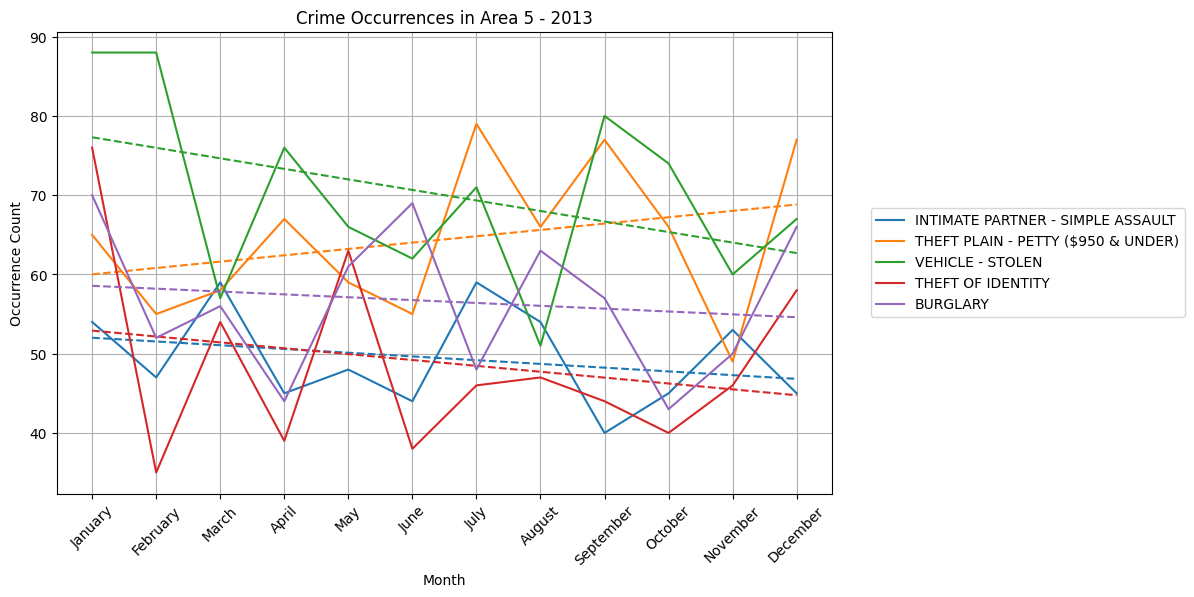 Crime Occurrences in Area 5 - 2013
Occurrence Count
90
80
70
60
50
40
January
February
March
April
May
June
July
August
September
October
November
December
Month
INTIMATE PARTNER - SIMPLE ASSAULT
THEFT PLAIN - PETTY ($950 & UNDER)
VEHICLE - STOLEN
THEFT OF IDENTITY
BURGLARY